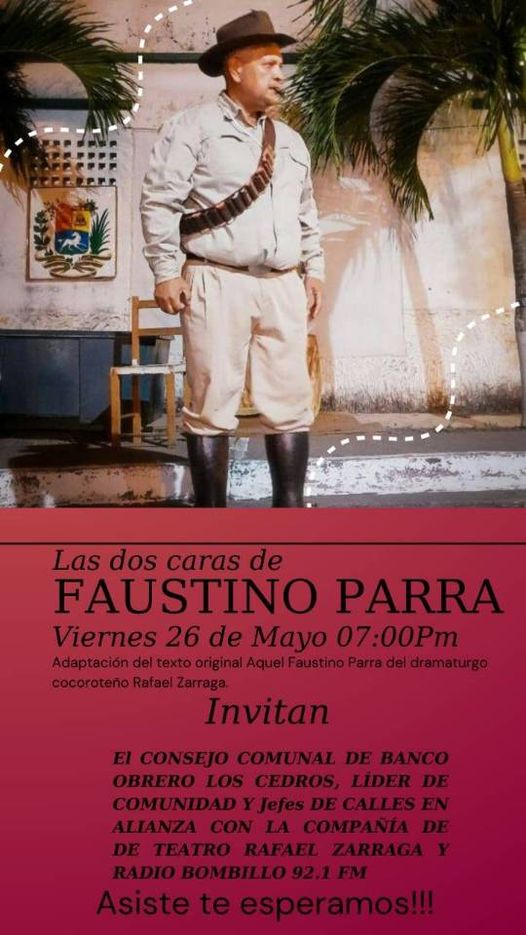 Las dos caras de
FAUSTINO PARRA
Viernes 26 de Mayo 07:00Pm
Adaptación del texto original Aquel Faustino Parra del dramaturgo
cocoroteño Rafael Zarraga.
Invitan
El CONSEJO COMUNAL DE BANCO
OBRERO LOS CEDROS, LÍDER DE
COMUNIDAD Y Jefes DE CALLES EN
ALIANZA CON LA COMPAÑÍA DE
DE TEATRO RAFAEL ZARRAGA Y
RADIO BOMBILLO 92.1 FM
Asiste te esperamos!!!